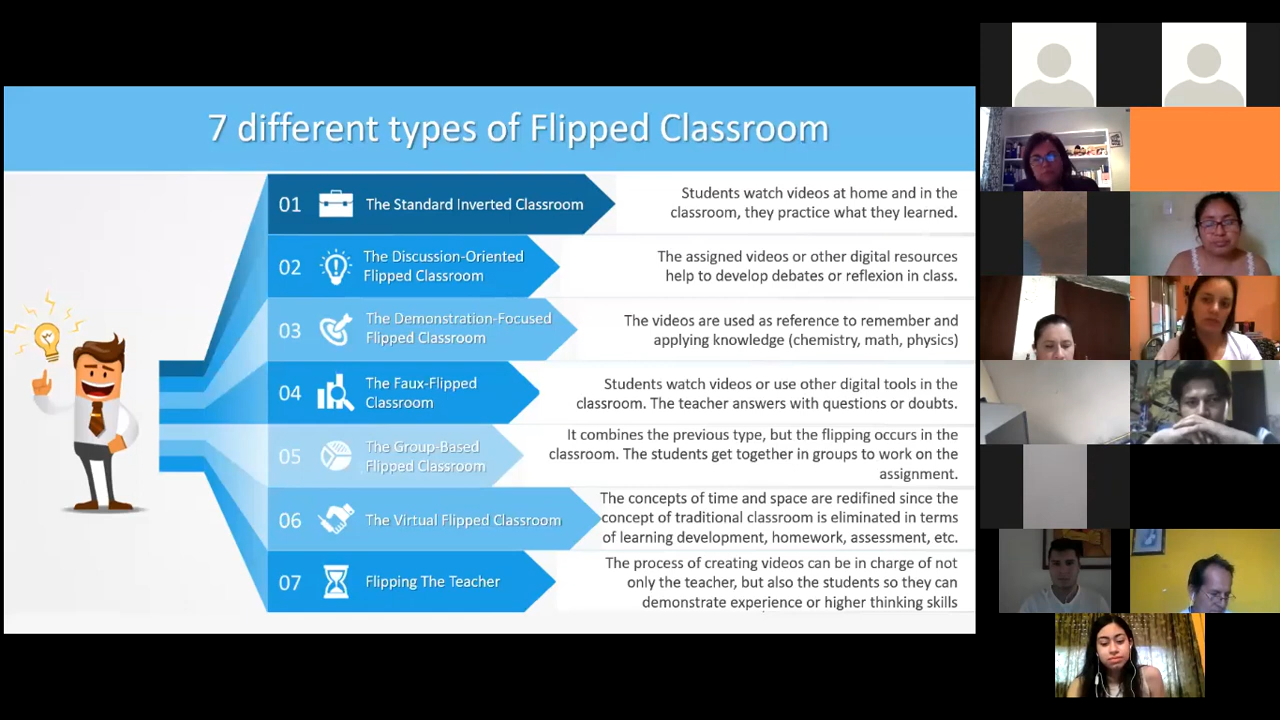 7 different types of Flipped Classroom
01
The Standard Inverted Classroom
Students watch videos at home and in the
classroom, they practice what they learned.
02
The Discussion-Oriented
Flipped Classroom
The assigned videos or other digital resources
help to develop debates or reflexion in class.
03
The Demonstration-Focused
Flipped Classroom
The videos are used as reference to remember and
applying knowledge (chemistry, math, physics)
04
The Faux-Flipped
Classroom
Students watch videos or use other digital tools in the
classroom. The teacher answers with questions or doubts.
05
The Group-Based
Flipped Classroom
It combines the previous type, but the flipping occurs in the
classroom. The students get together in groups to work on the
assignment.
06
The Virtual Flipped Classroom
The concepts of time and space are redifined since the
concept of traditional classroom is eliminated in terms
of learning development, homework, assessment, etc.
07
Flipping The Teacher
The process of creating videos can be in charge of not
only the teacher, but also the students so they can
demonstrate experience or higher thinking skills